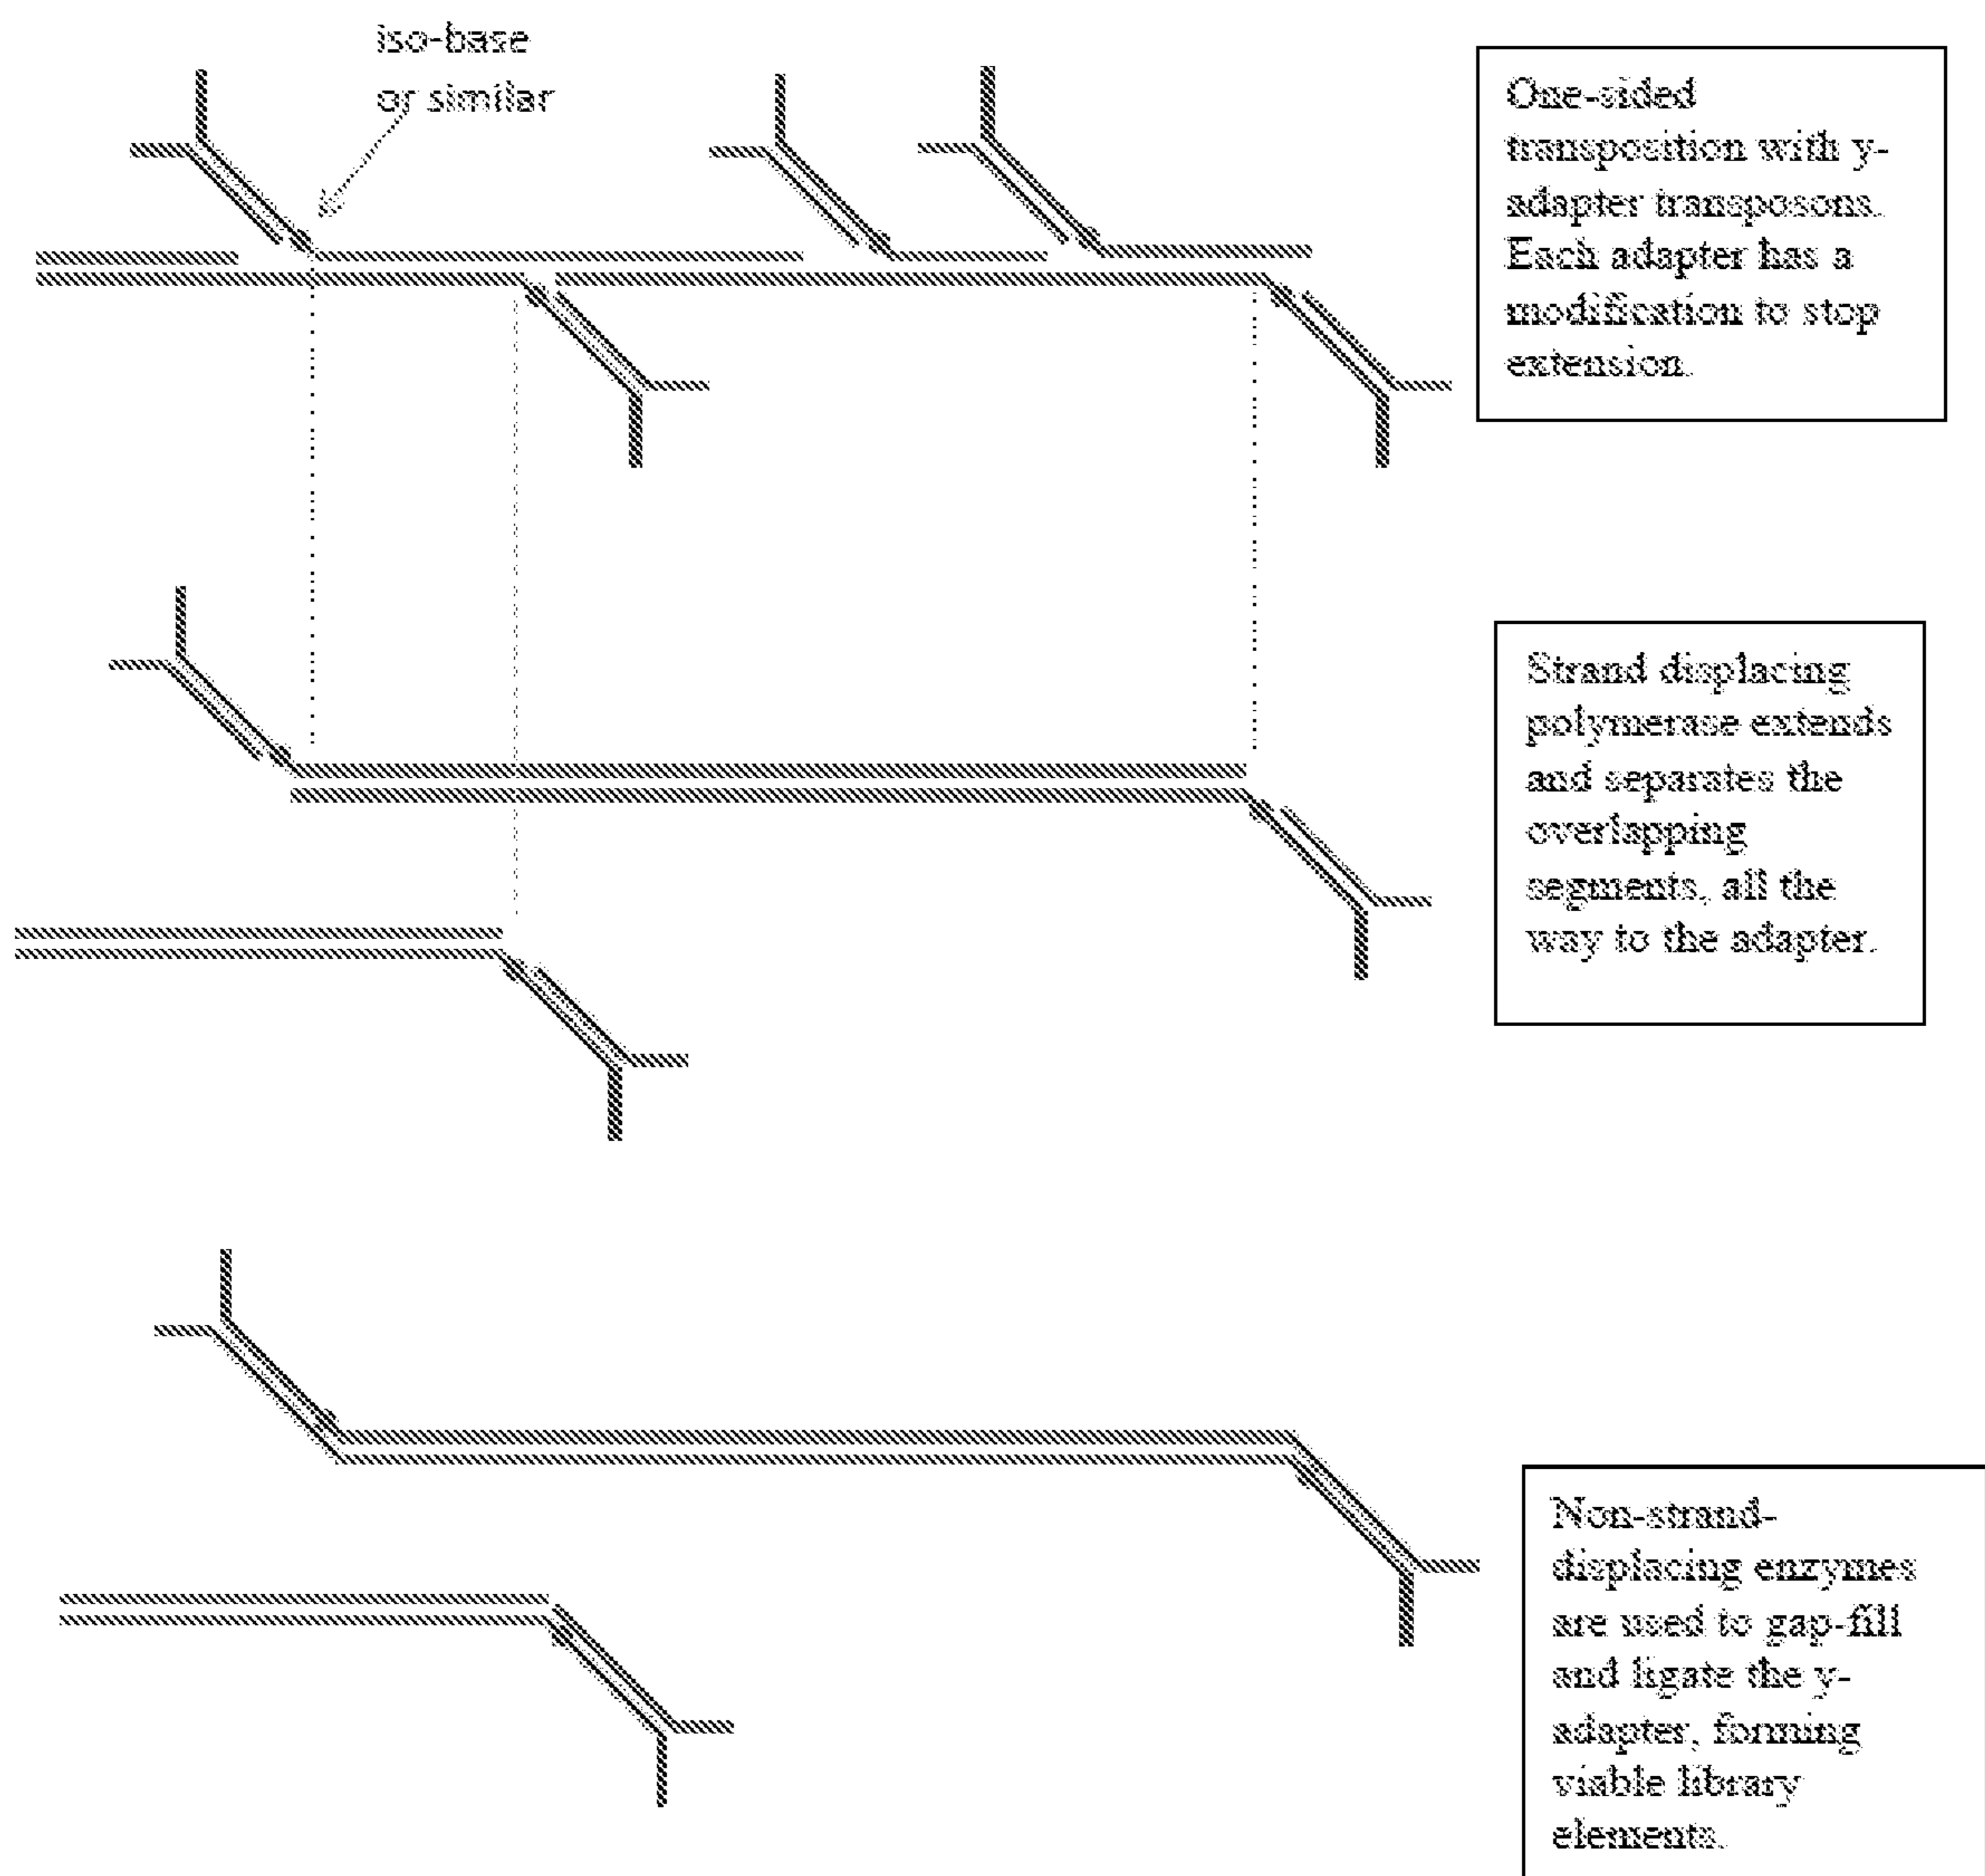 iso-base
or similar
One-sided
transposition with y-
adapter transposons.
Each adapter has a
modification to stop
extension.
Strand displacing
polymerase extends
and separates the
overlapping
segments, all the
way to the adapter.
Non-strand-
displacing enzymes
are used to gap-fill
and ligate the y-
adapter, forming
viable library
elements.